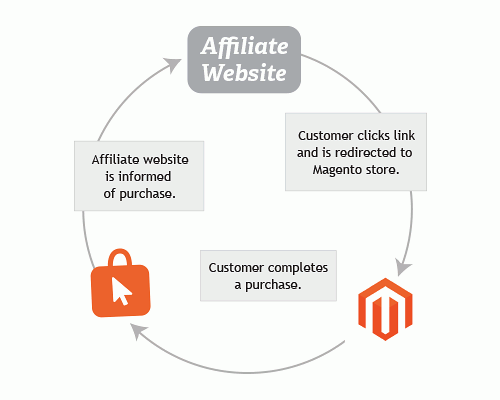 Affiliate
Website
Customer clicks link
and is redirected to
Magento store.
Customer completes
a purchase.
Affiliate website
is informed
of purchase.